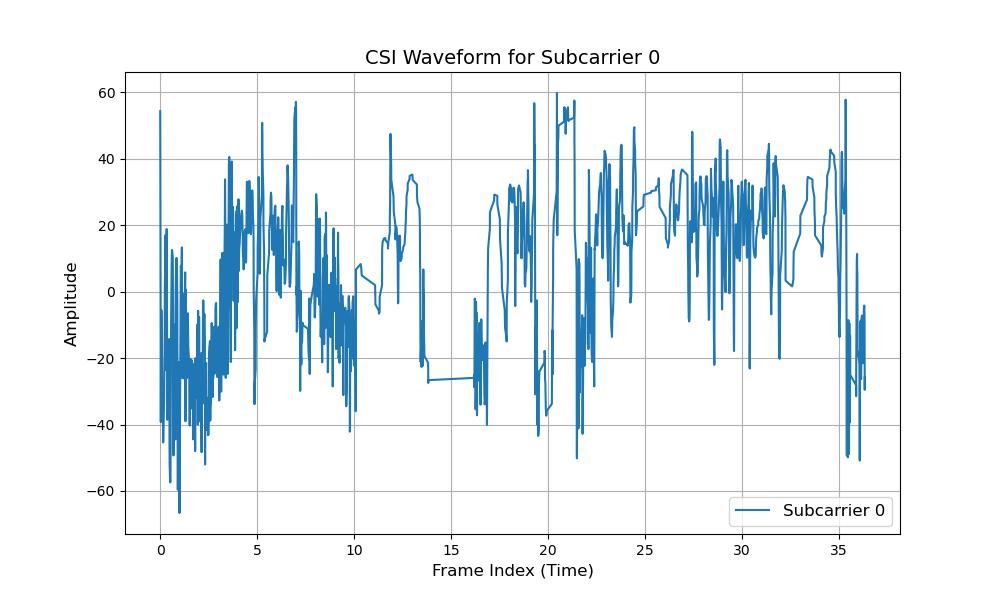 CSI Waveform for Subcarrier 0
60
40
20
0
−20
−40
−60
Amplitude
0 5 10 15 20 25 30 35
Frame Index (Time)
Subcarrier 0